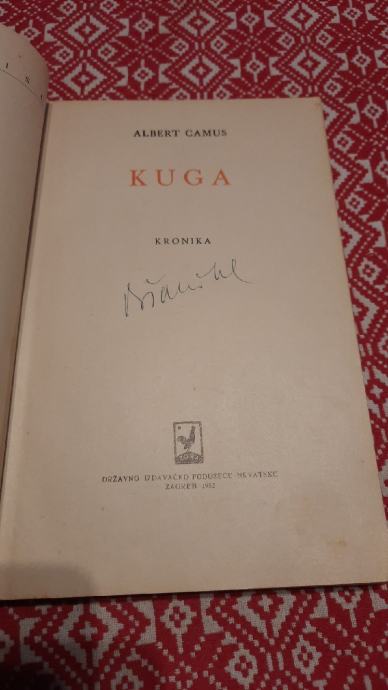 ALBERT CAMUS
KUGA
KRONIKA
DRŽAVNO IZDAVAČKO PODUZEĆE HRVATSKE
ZAGREB 1952